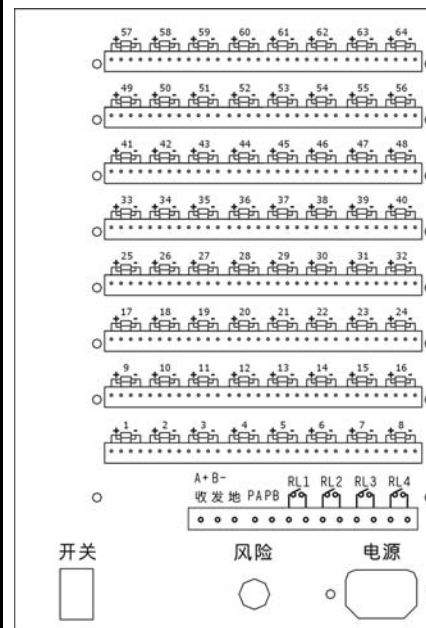 57 58 59 60 61 62 63 64
+ - + - + - + - + - + - + - + -
49 50 51 52 53 54 55 56
+ - + - + - + - + - + - + - + -
41 42 43 44 45 46 47 48
+ - + - + - + - + - + - + - + -
33 34 35 36 37 38 39 40
+ - + - + - + - + - + - + - + -
25 26 27 28 29 30 31 32
+ - + - + - + - + - + - + - + -
17 18 19 20 21 22 23 24
+ - + - + - + - + - + - + - + -
9 10 11 12 13 14 15 16
+ - + - + - + - + - + - + - + -
1 2 3 4 5 6 7 8
+ - + - + - + - + - + - + - + -
A+B-
收发地 PAPB RL1 RL2 RL3 RL4
开关 风险 电源